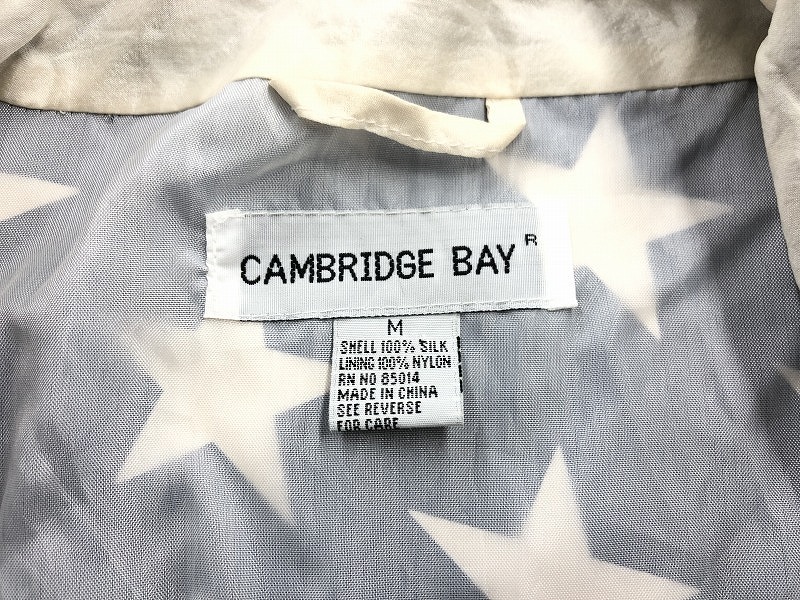 CAMBRIDGE BAY R
M
SHELL 100% SILK
LINING 100% NYLON
RN NO 85014
MADE IN CHINA
SEE REVERSE
FOR CARE